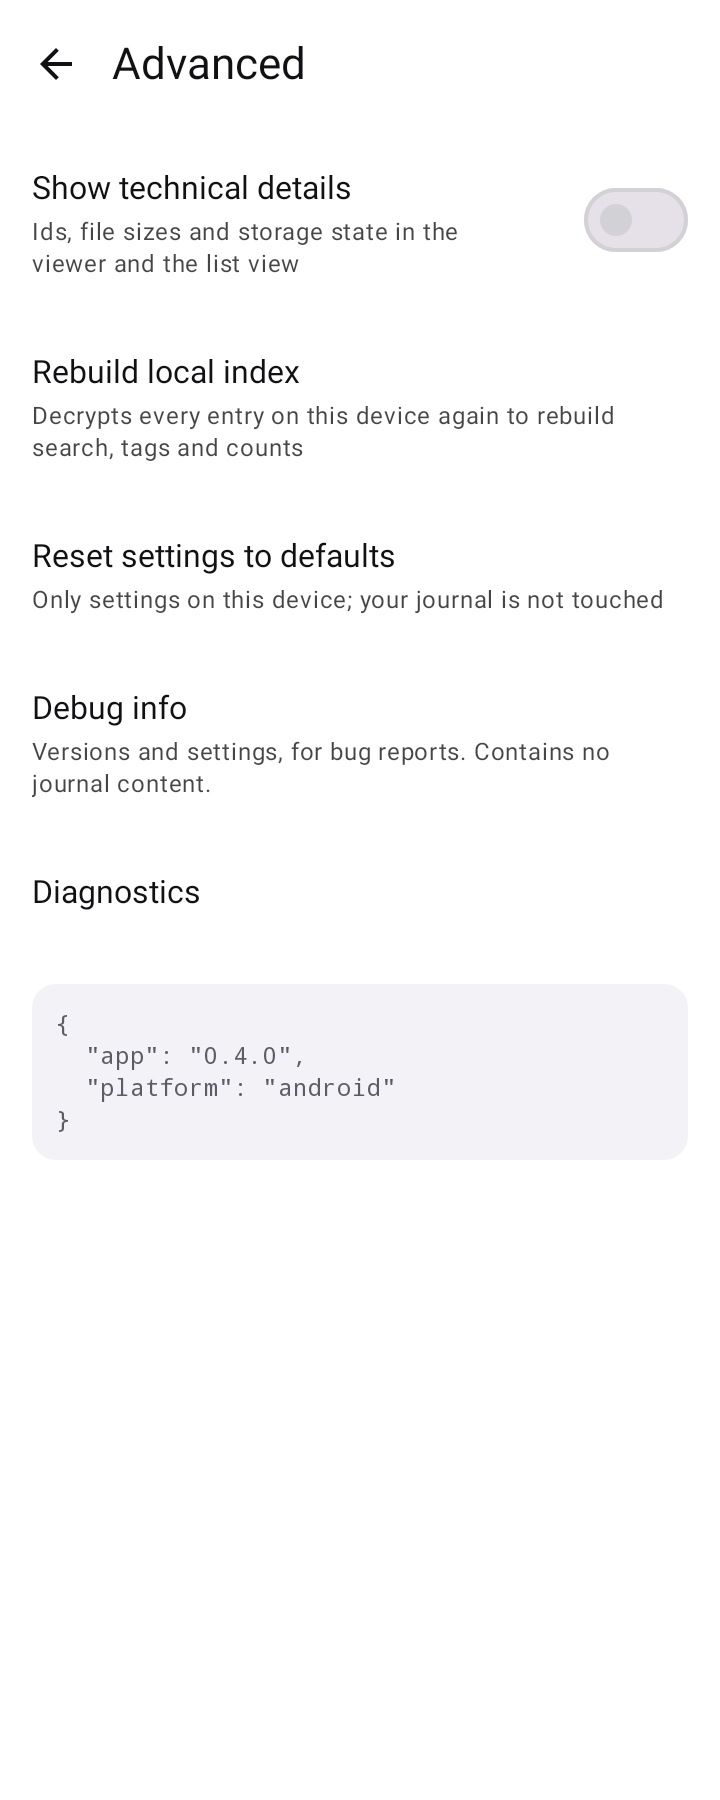 Advanced
Show technical details
Ids, file sizes and storage state in the
viewer and the list view
Rebuild local index
Decrypts every entry on this device again to rebuild
search, tags and counts
Reset settings to defaults
Only settings on this device; your journal is not touched
Debug info
Versions and settings, for bug reports. Contains no
journal content.
Diagnostics
{
  "app": "0.4.0",
  "platform": "android"
}